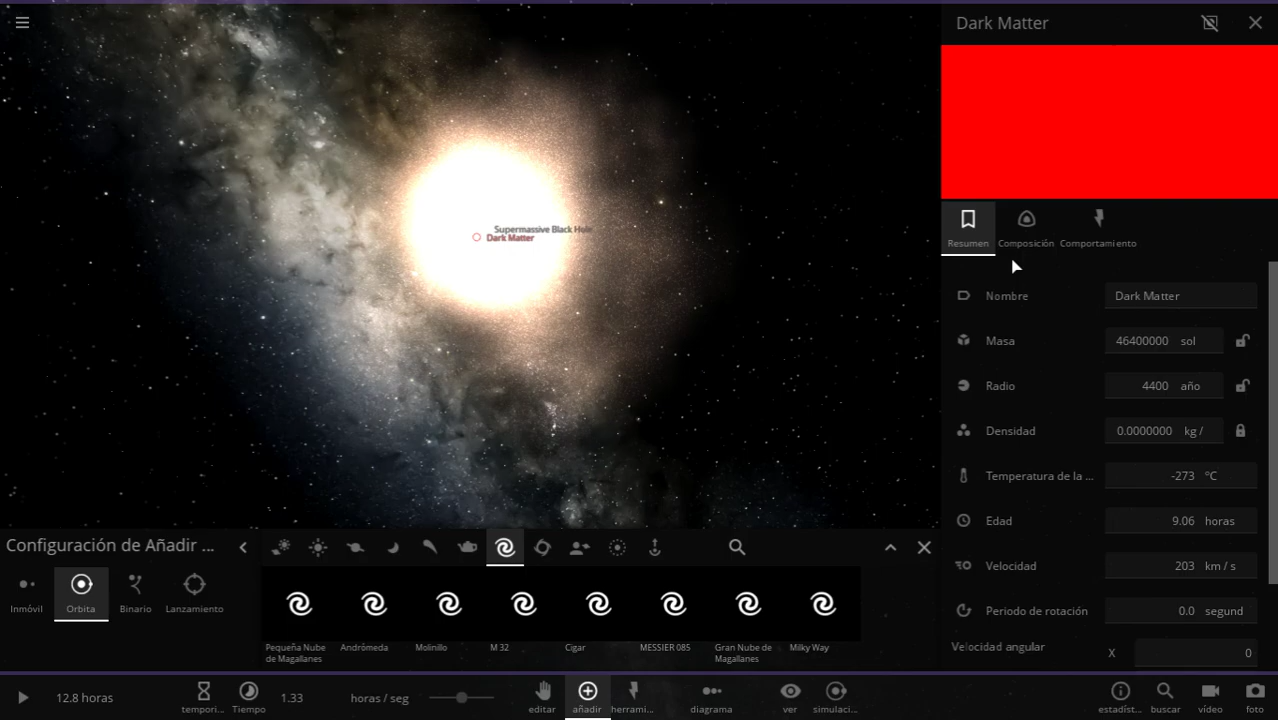 Dark Matter
Supermassive Black Hole
Dark Matter
Resumen
Composición
Comportamiento
Nombre
Dark Matter
Masa
46400000 sol
Radio
4400 año
Densidad
0.0000000 kg /
Temperatura de la ...
-273 °C
Edad
9.06 horas
Velocidad
203 km / s
Periodo de rotación
0.0 segund
Velocidad angular
X
0
Configuración de Añadir ...
Inmóvil
Orbita
Binario
Lanzamiento
Pequeña Nube
de Magallanes
Andrómeda
Molinillo
M 32
Cigar
MESSIER 085
Gran Nube de
Magallanes
Milky Way
12.8 horas
tempori...
Tiempo
1.33
horas / seg
editar
añadir
herrami...
diagrama
ver
simulaci...
estadíst...
buscar
vídeo
foto